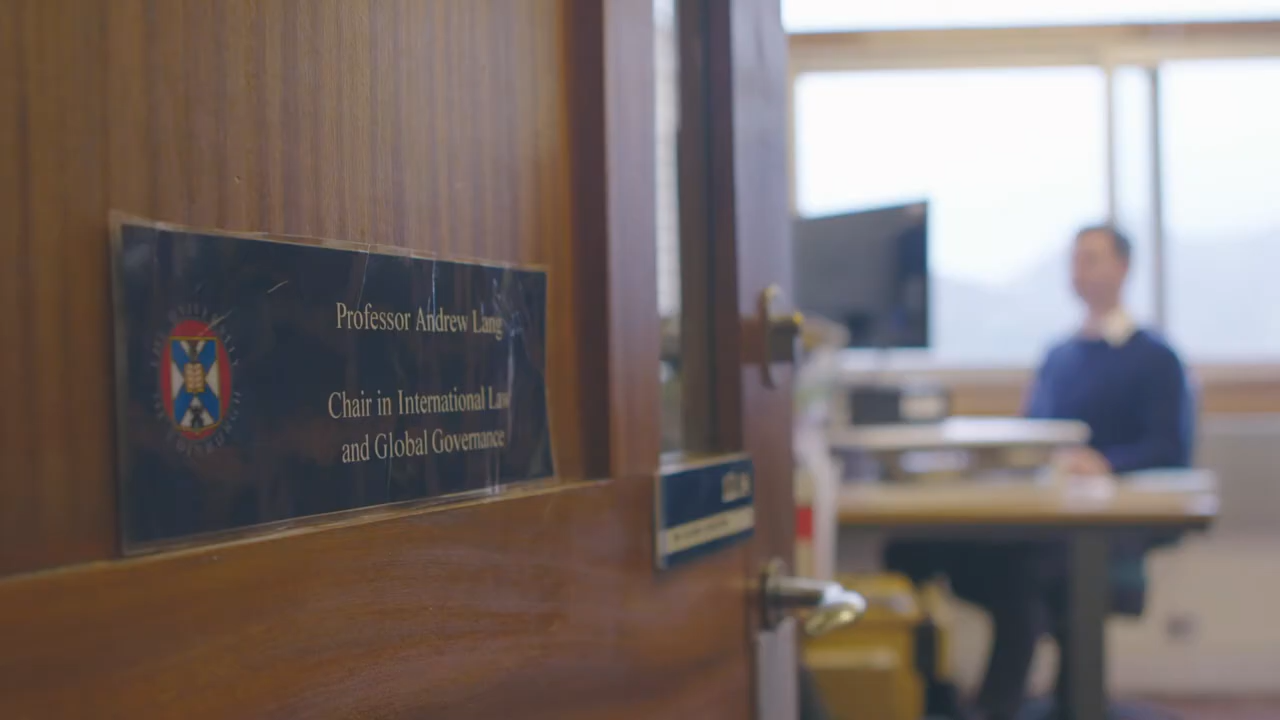 Professor Andrew Lang
Chair in International Law
and Global Governance